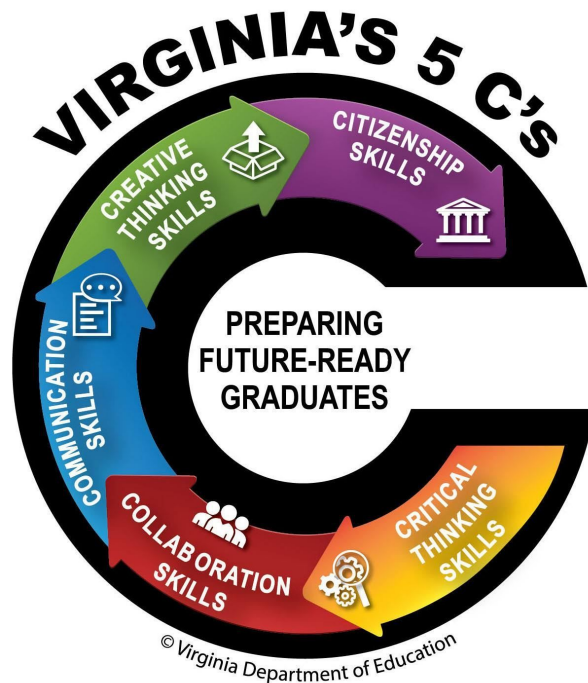 VIRGINIA'S 5 C's
CREATIVE
THINKING
SKILLS
CITIZENSHIP
SKILLS
PREPARING
FUTURE-READY
GRADUATES
COMMUNICATION
SKILLS
COLLABORATION
SKILLS
CRITICAL
THINKING
SKILLS
© Virginia Department of Education